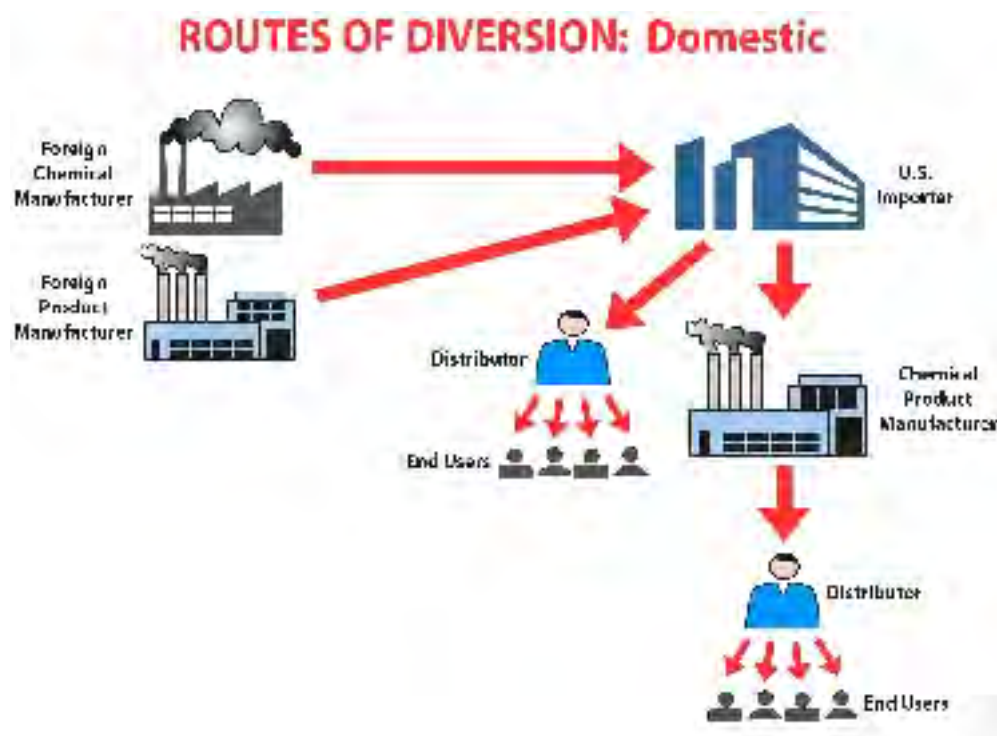 ROUTES OF DIVERSION: Domestic
Foreign
Chemical
Manufacturer
U.S.
Importer
Foreign
Product
Manufacturer
Distributor
Chemical
Product
Manufacturer
End Users
Distributor
End Users